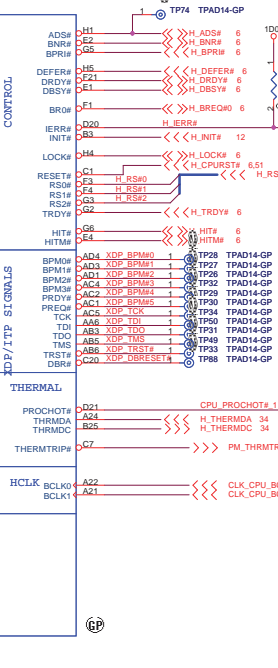 1 TP74 TPAD14-GP
ADS# H1 H_ADS# 6
BNR# E2 H_BNR# 6
BPRI# G5 H_BPRI# 6
1D0
CONTROL
DEFER# H5 H_DEFER# 6
DRDY# F21 H_DRDY# 6
DBSY# E1 H_DBSY# 6
BR0# F1 H_BREQ#0 6
IERR# D20 H_IERR#
INIT# B3 H_INIT# 12
LOCK# H4 H_LOCK# 6
RESET# C1 H_CPURST# 6,51
RS0# F3 H_RS#0 H_RS
RS1# F4 H_RS#1
RS2# G3 H_RS#2
TRDY# G2 H_TRDY# 6
HIT# G6 HIT# 6
HITM# E4 HITM# 6
XDP/ITP SIGNALS
BPM0# AD4 XDP_BPM#0 1 TP28 TPAD14-GP
BPM1# AD3 XDP_BPM#1 1 TP27 TPAD14-GP
BPM2# AD1 XDP_BPM#2 1 TP26 TPAD14-GP
BPM3# AC4 XDP_BPM#3 1 TP32 TPAD14-GP
PRDY# AC2 XDP_BPM#4 1 TP29 TPAD14-GP
PREQ# AC1 XDP_BPM#5 1 TP30 TPAD14-GP
TCK AC5 XDP_TCK 1 TP34 TPAD14-GP
TDI AA6 XDP_TDI 1 TP50 TPAD14-GP
TDO AB3 XDP_TDO 1 TP31 TPAD14-GP
TMS AB5 XDP_TMS 1 TP49 TPAD14-GP
TRST# AB6 XDP_TRST# 1 TP33 TPAD14-GP
DBR# C20 XDP_DBRESET# 1 TP88 TPAD14-GP
THERMAL
PROCHOT# D21 CPU_PROCHOT#_1
THRMDA A24 H_THERMDA 34
THRMDC B25 H_THERMDC 34
THERMTRIP# C7 PM_THRMTR
HCLK
BCLK0 A22 CLK_CPU_BC
BCLK1 A21 CLK_CPU_BC
GP